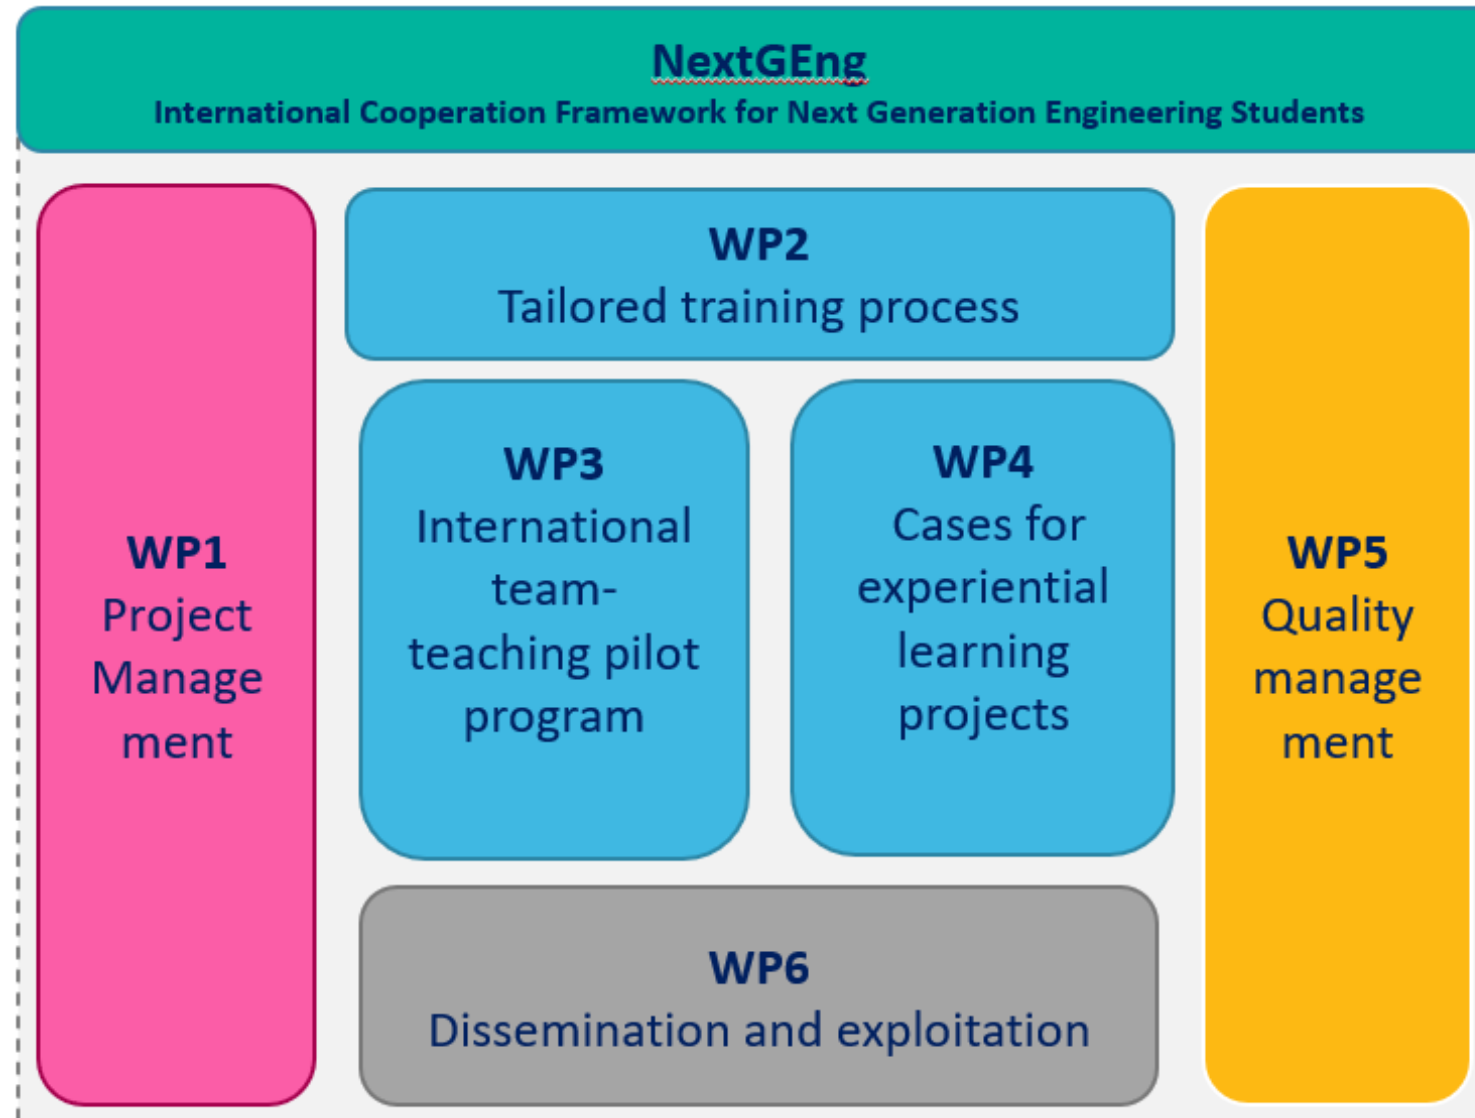 NextGEng
International Cooperation Framework for Next Generation Engineering Students
WP1
Project
Manage
ment
WP2
Tailored training process
WP3
International
team-
teaching pilot
program
WP4
Cases for
experiential
learning
projects
WP5
Quality
manage
ment
WP6
Dissemination and exploitation